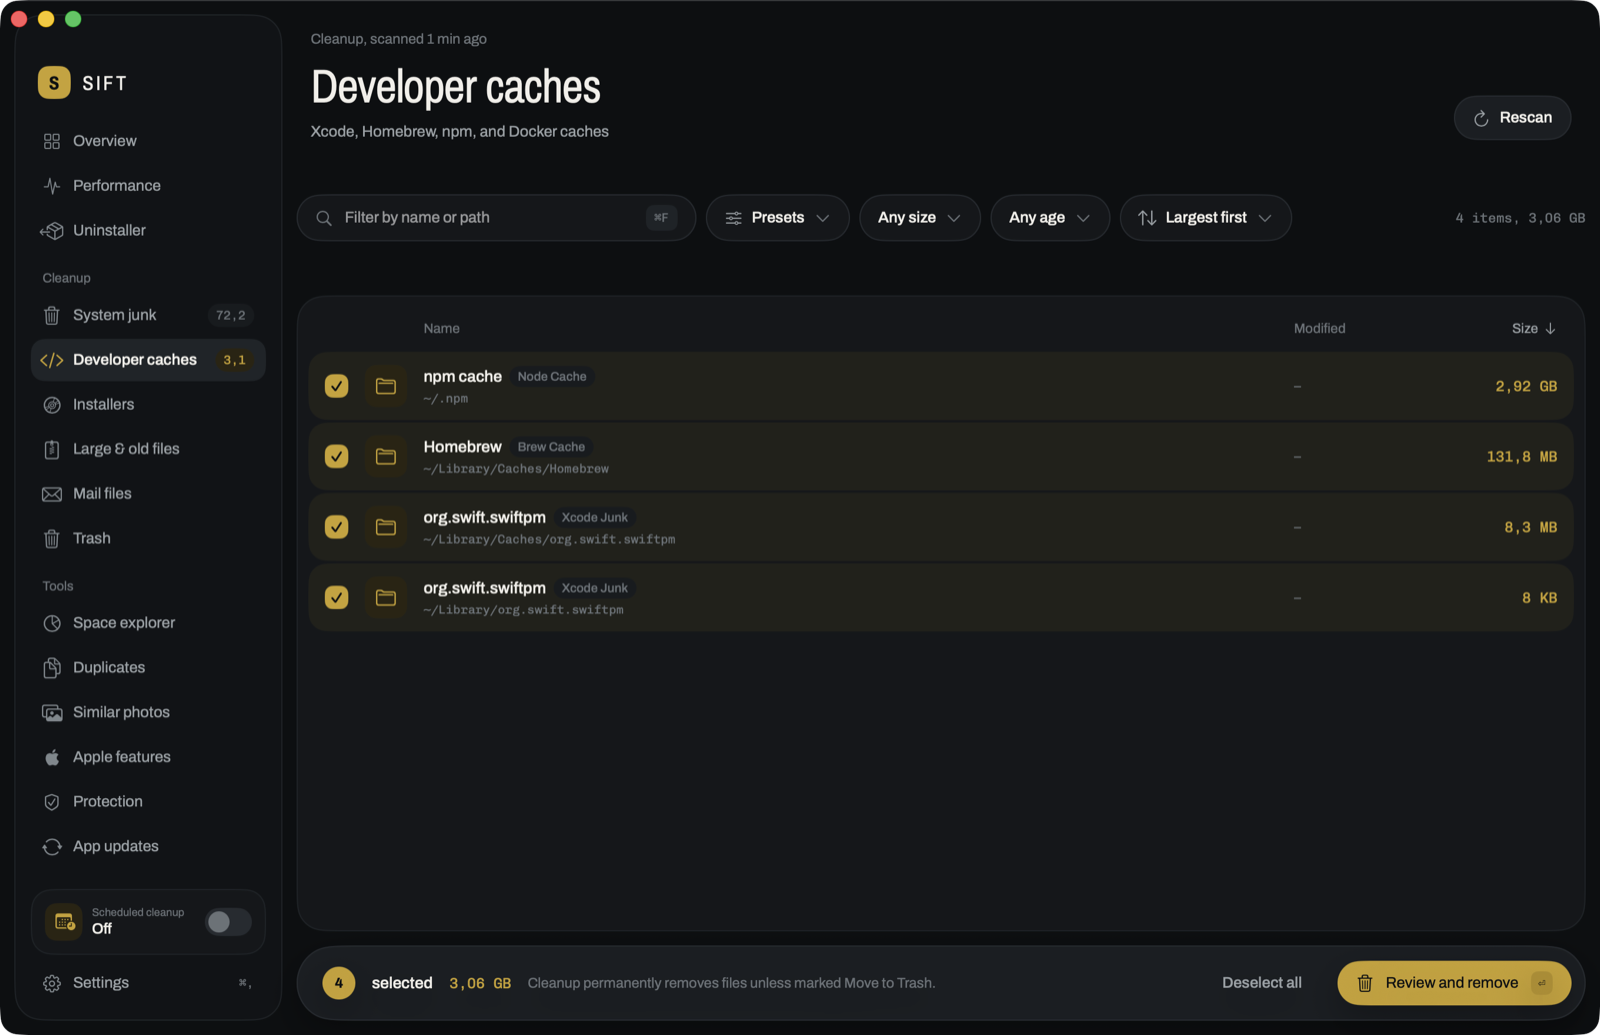 S SIFT
Overview
Performance
Uninstaller
Cleanup
System junk 72,2
Developer caches 3,1
Installers
Large & old files
Mail files
Trash
Tools
Space explorer
Duplicates
Similar photos
Apple features
Protection
App updates
Scheduled cleanup
Off
Settings ⌘,
Cleanup, scanned 1 min ago
Developer caches
Xcode, Homebrew, npm, and Docker caches
Rescan
Filter by name or path ⌘F
Presets
Any size
Any age
Largest first
4 items, 3,06 GB
Name Modified Size ↓
npm cache Node Cache – 2,92 GB
~/.npm
Homebrew Brew Cache – 131,8 MB
~/Library/Caches/Homebrew
org.swift.swiftpm Xcode Junk – 8,3 MB
~/Library/Caches/org.swift.swiftpm
org.swift.swiftpm Xcode Junk – 8 KB
~/Library/org.swift.swiftpm
4 selected 3,06 GB Cleanup permanently removes files unless marked Move to Trash.
Deselect all
Review and remove ⏎